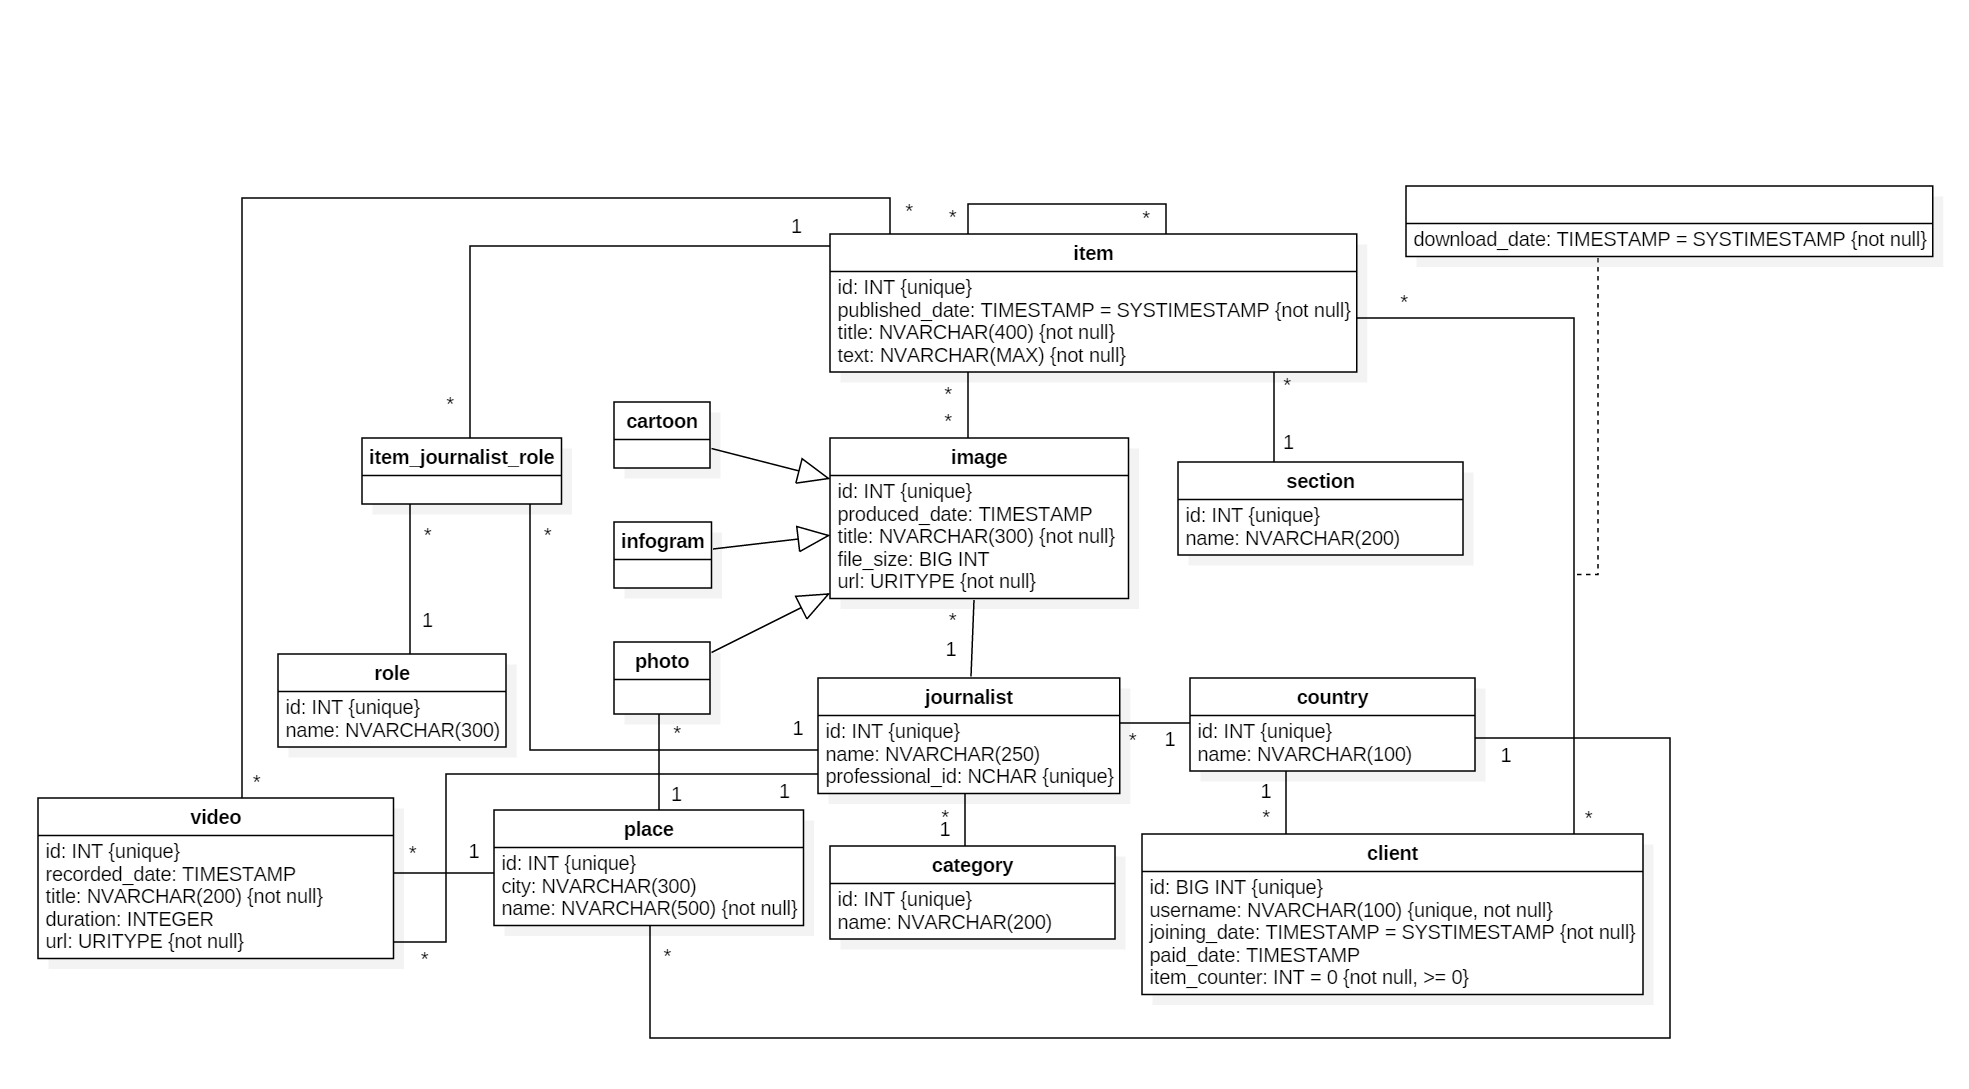 download_date: TIMESTAMP = SYSTIMESTAMP {not null}
*
*
*
1
item
id: INT {unique}
published_date: TIMESTAMP = SYSTIMESTAMP {not null}
title: NVARCHAR(400) {not null}
text: NVARCHAR(MAX) {not null}
*
*
*
*
*
1
cartoon
item_journalist_role
*
*
image
id: INT {unique}
produced_date: TIMESTAMP
title: NVARCHAR(300) {not null}
file_size: BIG INT
url: URITYPE {not null}
section
id: INT {unique}
name: NVARCHAR(200)
infogram
1
*
1
photo
role
id: INT {unique}
name: NVARCHAR(300)
*
1
1
1
journalist
id: INT {unique}
name: NVARCHAR(250)
professional_id: NCHAR {unique}
*
1
country
id: INT {unique}
name: NVARCHAR(100)
1
*
1
*
1
*
1
*
video
id: INT {unique}
recorded_date: TIMESTAMP
title: NVARCHAR(200) {not null}
duration: INTEGER
url: URITYPE {not null}
*
1
*
place
id: INT {unique}
city: NVARCHAR(300)
name: NVARCHAR(500) {not null}
*
category
id: INT {unique}
name: NVARCHAR(200)
client
id: BIG INT {unique}
username: NVARCHAR(100) {unique, not null}
joining_date: TIMESTAMP = SYSTIMESTAMP {not null}
paid_date: TIMESTAMP
item_counter: INT = 0 {not null, >= 0}